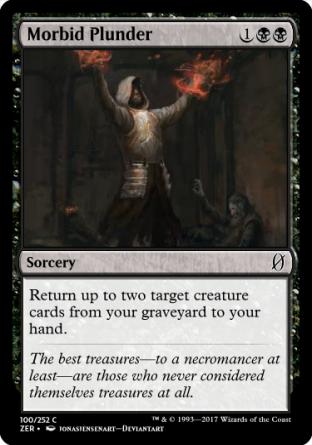 Morbid Plunder 1
Sorcery
Return up to two target creature
cards from your graveyard to your
hand.
The best treasures—to a necromancer at
least—are those who never considered
themselves treasures at all.
100/252 C
ZER • JONASJENSENART—DEVIANTART
™ & © 1993—2017 Wizards of the Coast